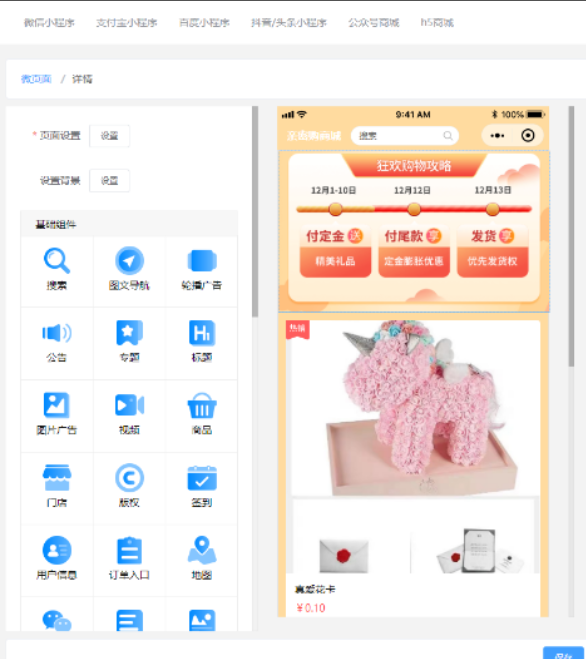 微信小程序 支付宝小程序 百度小程序 抖音/头条小程序 公众号商城 h5商城
微页面 / 详情
* 页面设置 设置
设置背景 设置
基础组件
搜索 图文导航 轮播广告
公告 专题 标题
图片广告 视频 商品
门店 版权 签到
用户信息 订单入口 地图
9:41 AM 100%
搜索
狂欢购物攻略
12月1-10日 12月12日 12月13日
付定金 送 付尾款 享 发货 享
精美礼品 定金膨胀优惠 优先发货权
热销
真爱花卡
¥0.10
保存